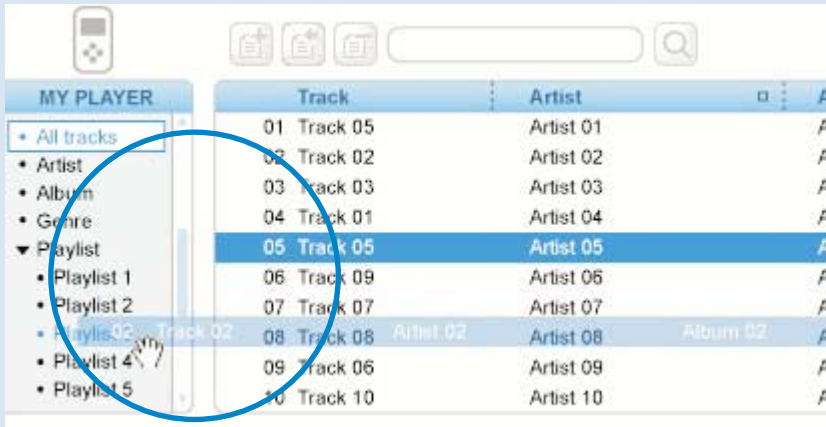 MY PLAYER
All tracks
Artist
Album
Genre
Playlist
Playlist 1
Playlist 2
Playlis
Playlist 4
Playlist 5
Track Artist
01 Track 05 Artist 01
02 Track 02 Artist 02
03 Track 03 Artist 03
04 Track 01 Artist 04
05 Track 05 Artist 05
06 Track 09 Artist 06
07 Track 07 Artist 07
02 Track 02 Artist 02 Album 02
08 Track 08 Artist 08
09 Track 06 Artist 09
10 Track 10 Artist 10